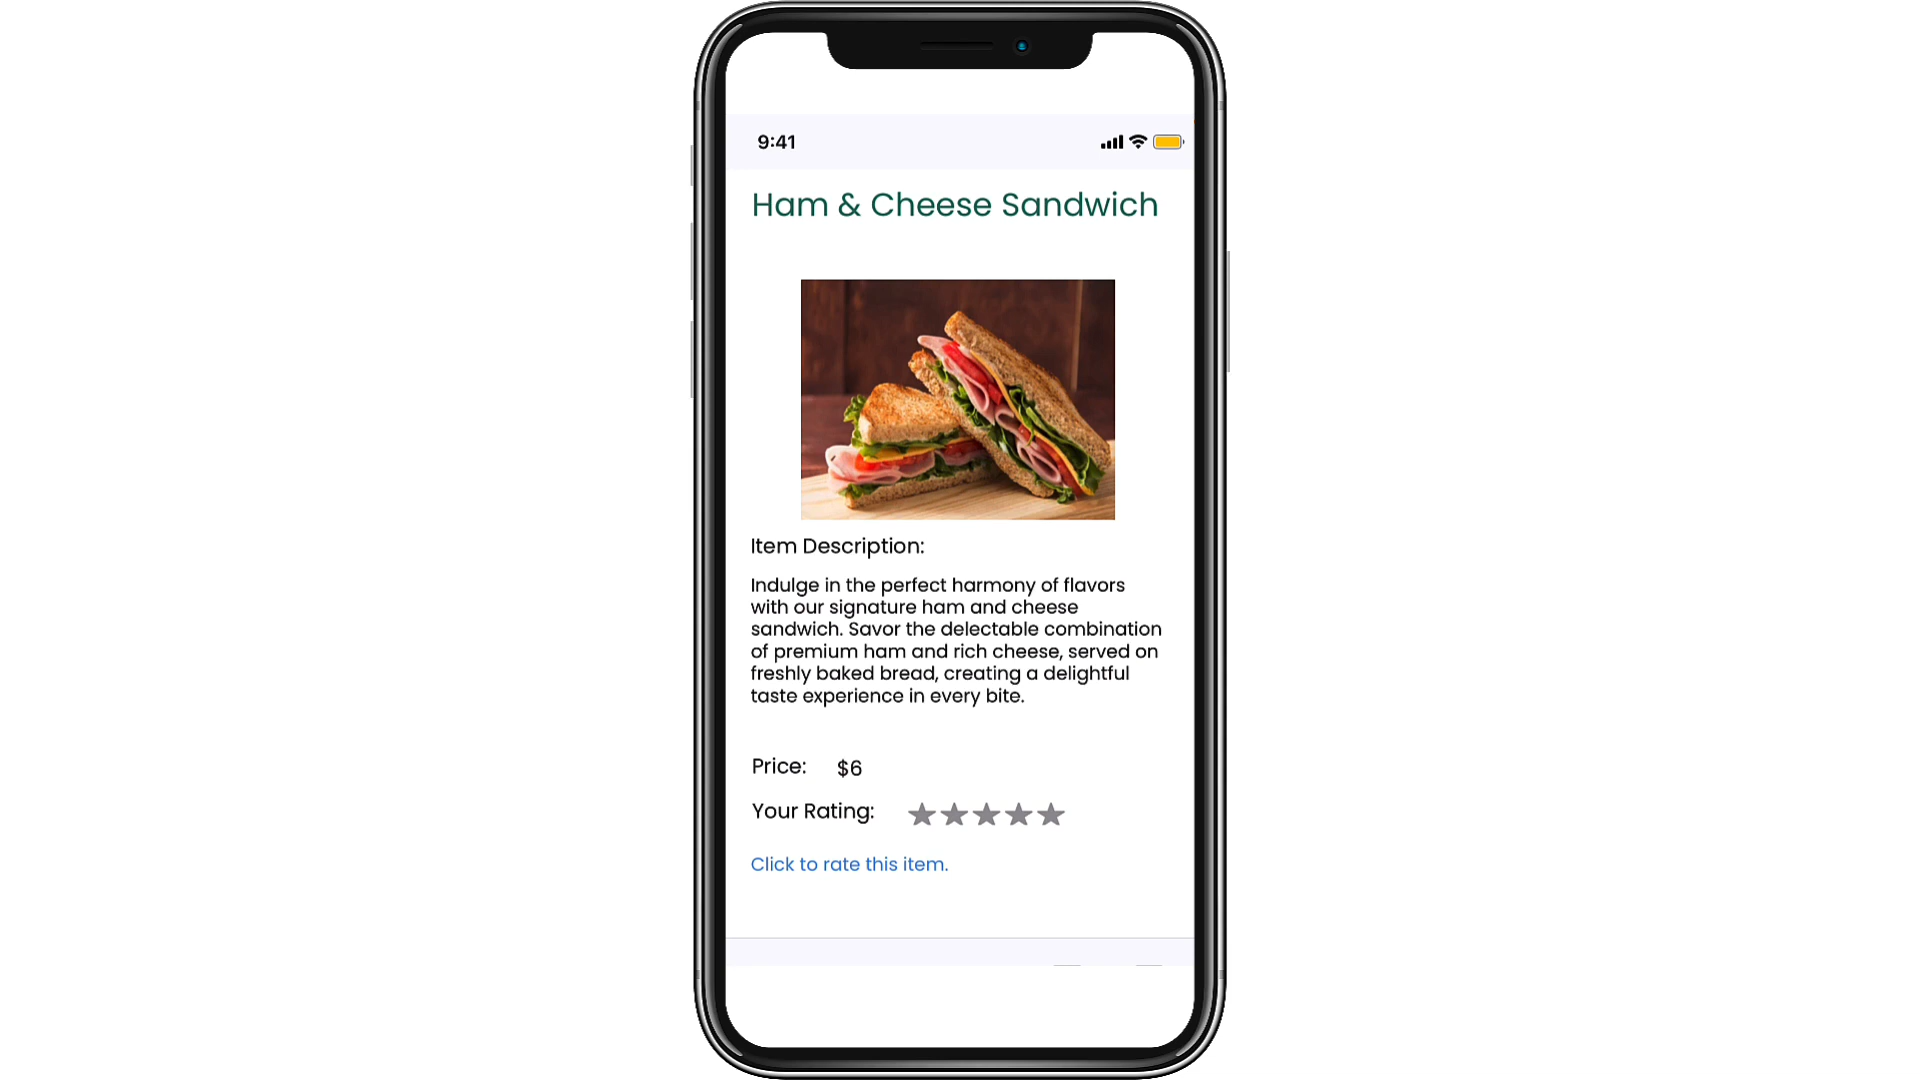 9:41
Ham & Cheese Sandwich
Item Description:
Indulge in the perfect harmony of flavors
with our signature ham and cheese
sandwich. Savor the delectable combination
of premium ham and rich cheese, served on
freshly baked bread, creating a delightful
taste experience in every bite.
Price: $6
Your Rating:
Click to rate this item.